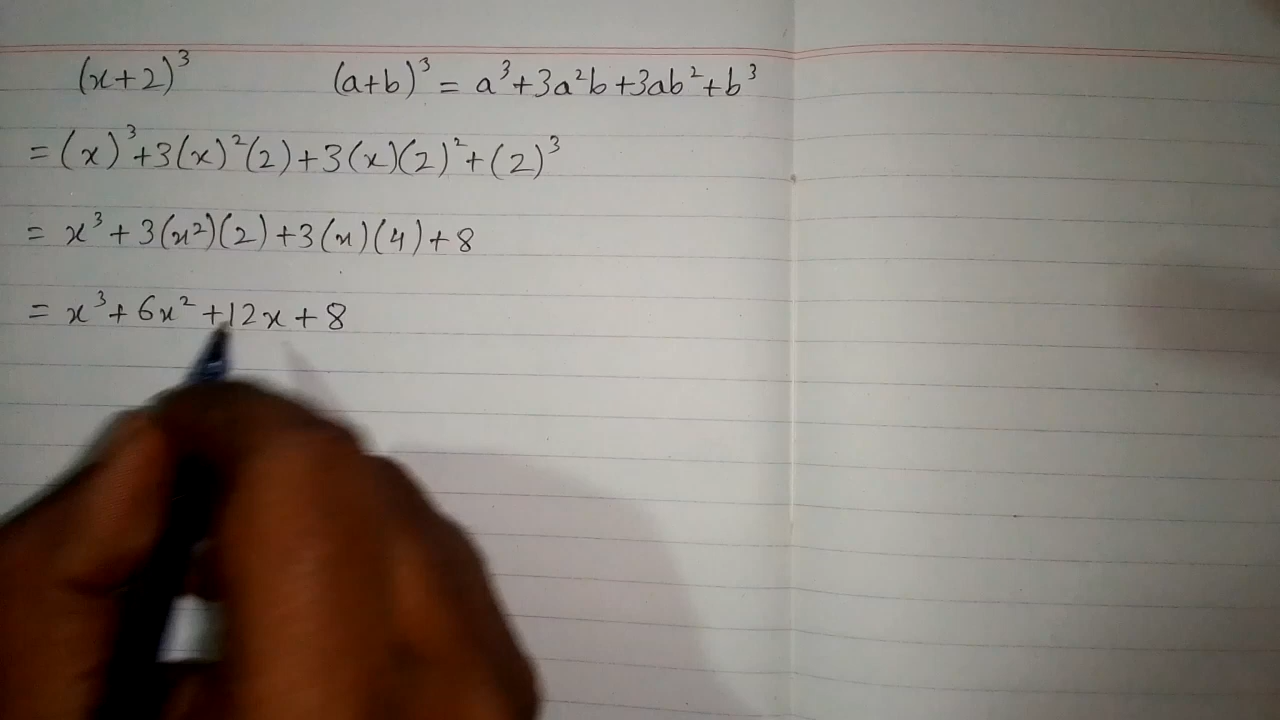 (x+2)³ (a+b)³ = a³+3a²b+3ab²+b³
= (x)³+3(x)²(2)+3(x)(2)²+(2)³
= x³+3(x²)(2)+3(x)(4)+8
= x³+6x²+12x+8